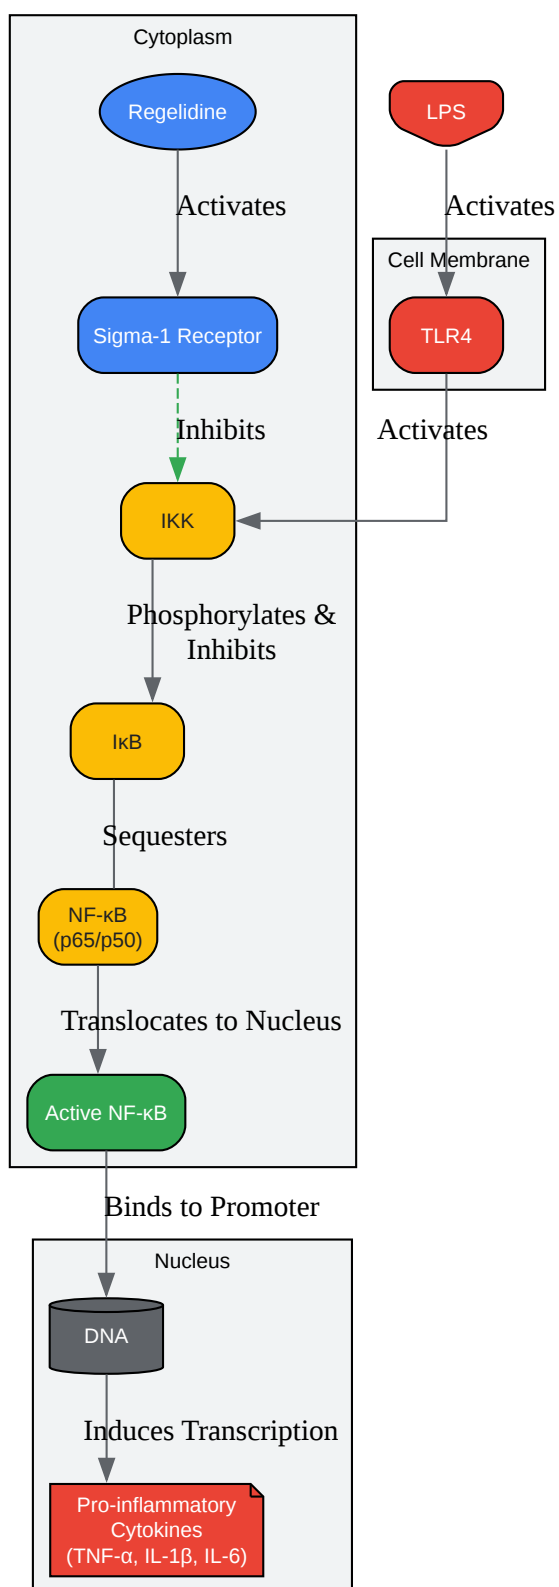 Cytoplasm
Regelidine
LPS
Activates
Activates
Cell Membrane
Sigma-1 Receptor
TLR4
Inhibits
Activates
IKK
Phosphorylates &
Inhibits
IκB
Sequesters
NF-κB
(p65/p50)
Translocates to Nucleus
Active NF-κB
Binds to Promoter
Nucleus
DNA
Induces Transcription
Pro-inflammatory
Cytokines
(TNF-α, IL-1β, IL-6)